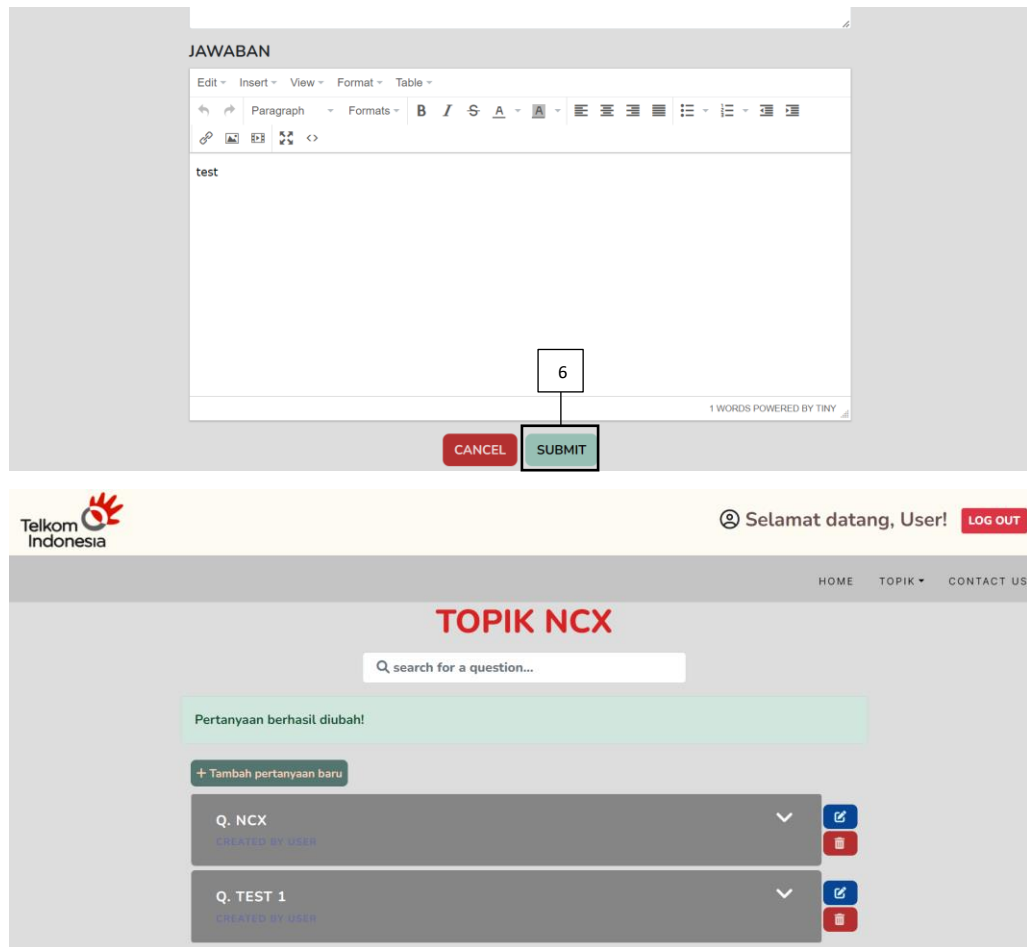 JAWABAN
Edit Insert View Format Table
Paragraph Formats B I S A A
test
6
1 WORDS POWERED BY TINY
CANCEL SUBMIT
Telkom
Indonesia
Selamat datang, User! LOG OUT
HOME TOPIK CONTACT US
TOPIK NCX
search for a question...
Pertanyaan berhasil diubah!
+ Tambah pertanyaan baru
Q. NCX
CREATED BY USER
Q. TEST 1
CREATED BY USER